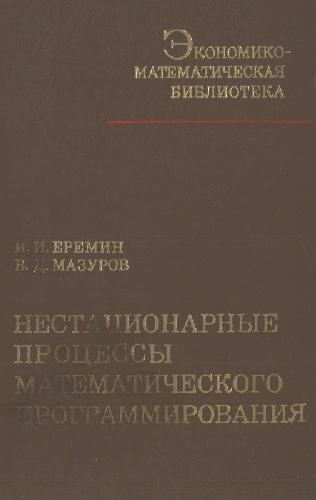 Экономико-
математическая
библиотека
И. И. ЕРЕМИН
В. Д. МАЗУРОВ
НЕСТАЦИОНАРНЫЕ
ПРОЦЕССЫ
МАТЕМАТИЧЕСКОГО
ПРОГРАММИРОВАНИЯ